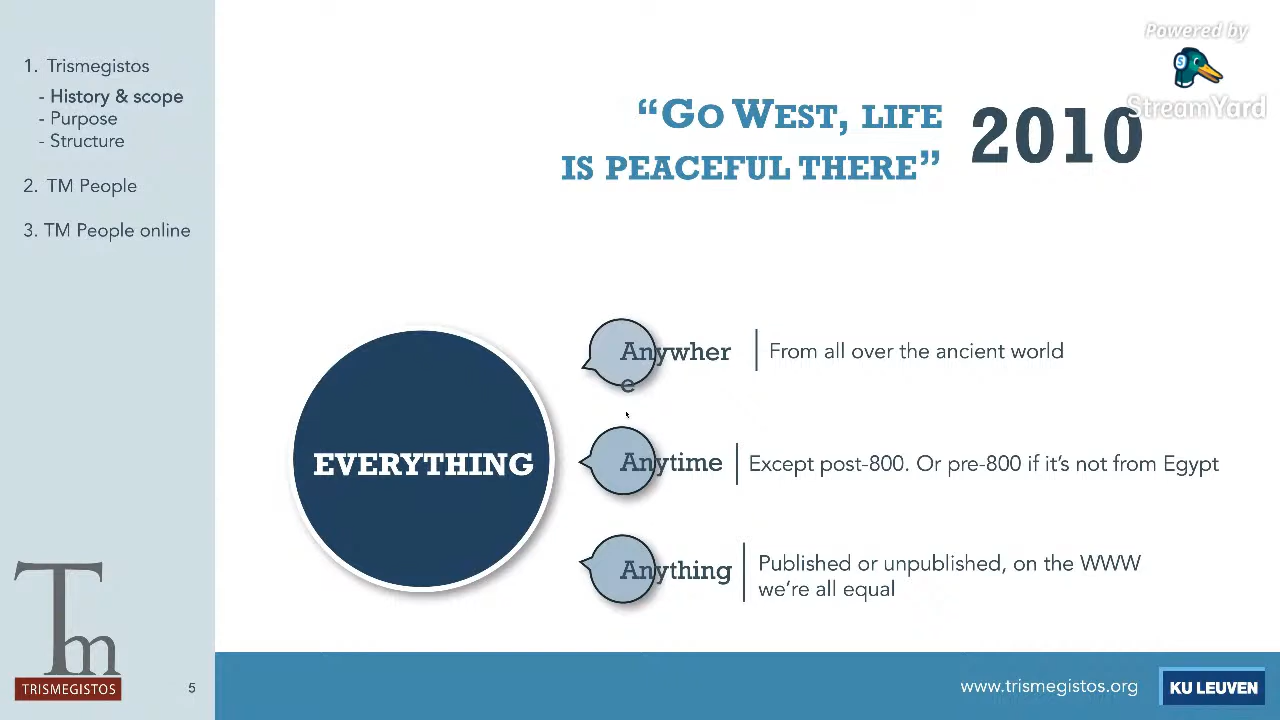 1. Trismegistos
- History & scope
- Purpose
- Structure
2. TM People
3. TM People online
Powered by
StreamYard
“GO WEST, LIFE
IS PEACEFUL THERE”
2010
EVERYTHING
Anywher
e
From all over the ancient world
Anytime
Except post-800. Or pre-800 if it’s not from Egypt
Anything
Published or unpublished, on the WWW
we’re all equal
Tm
TRISMEGISTOS
5
www.trismegistos.org
KU LEUVEN